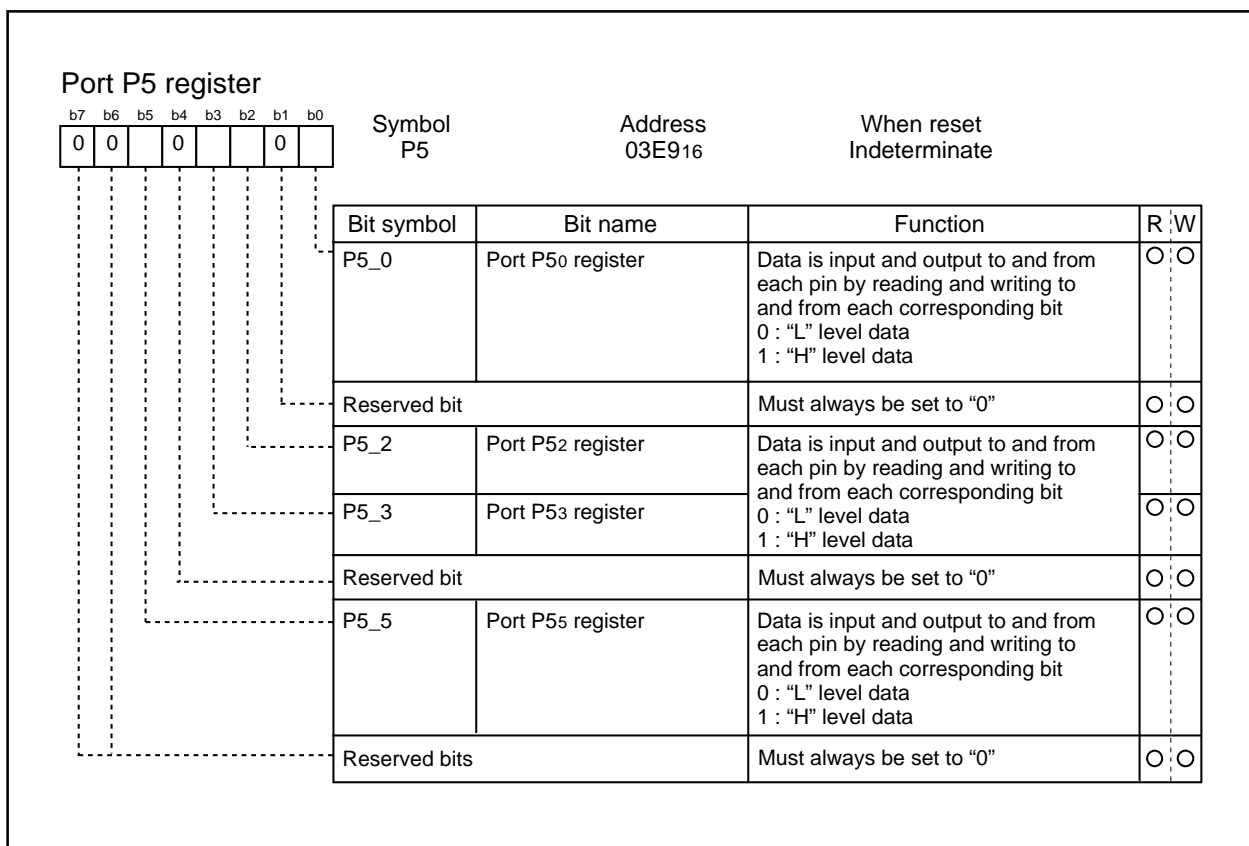 Port P5 register
b7 b6 b5 b4 b3 b2 b1 b0
0 0 0 0
Symbol Address When reset
P5 03E916 Indeterminate
Bit symbol Bit name Function R W
P5_0 Port P50 register Data is input and output to and from
each pin by reading and writing to
and from each corresponding bit
0 : “L” level data
1 : “H” level data
Reserved bit Must always be set to “0”
P5_2 Port P52 register Data is input and output to and from
each pin by reading and writing to
and from each corresponding bit
P5_3 Port P53 register 0 : “L” level data
1 : “H” level data
Reserved bit Must always be set to “0”
P5_5 Port P55 register Data is input and output to and from
each pin by reading and writing to
and from each corresponding bit
0 : “L” level data
1 : “H” level data
Reserved bits Must always be set to “0”